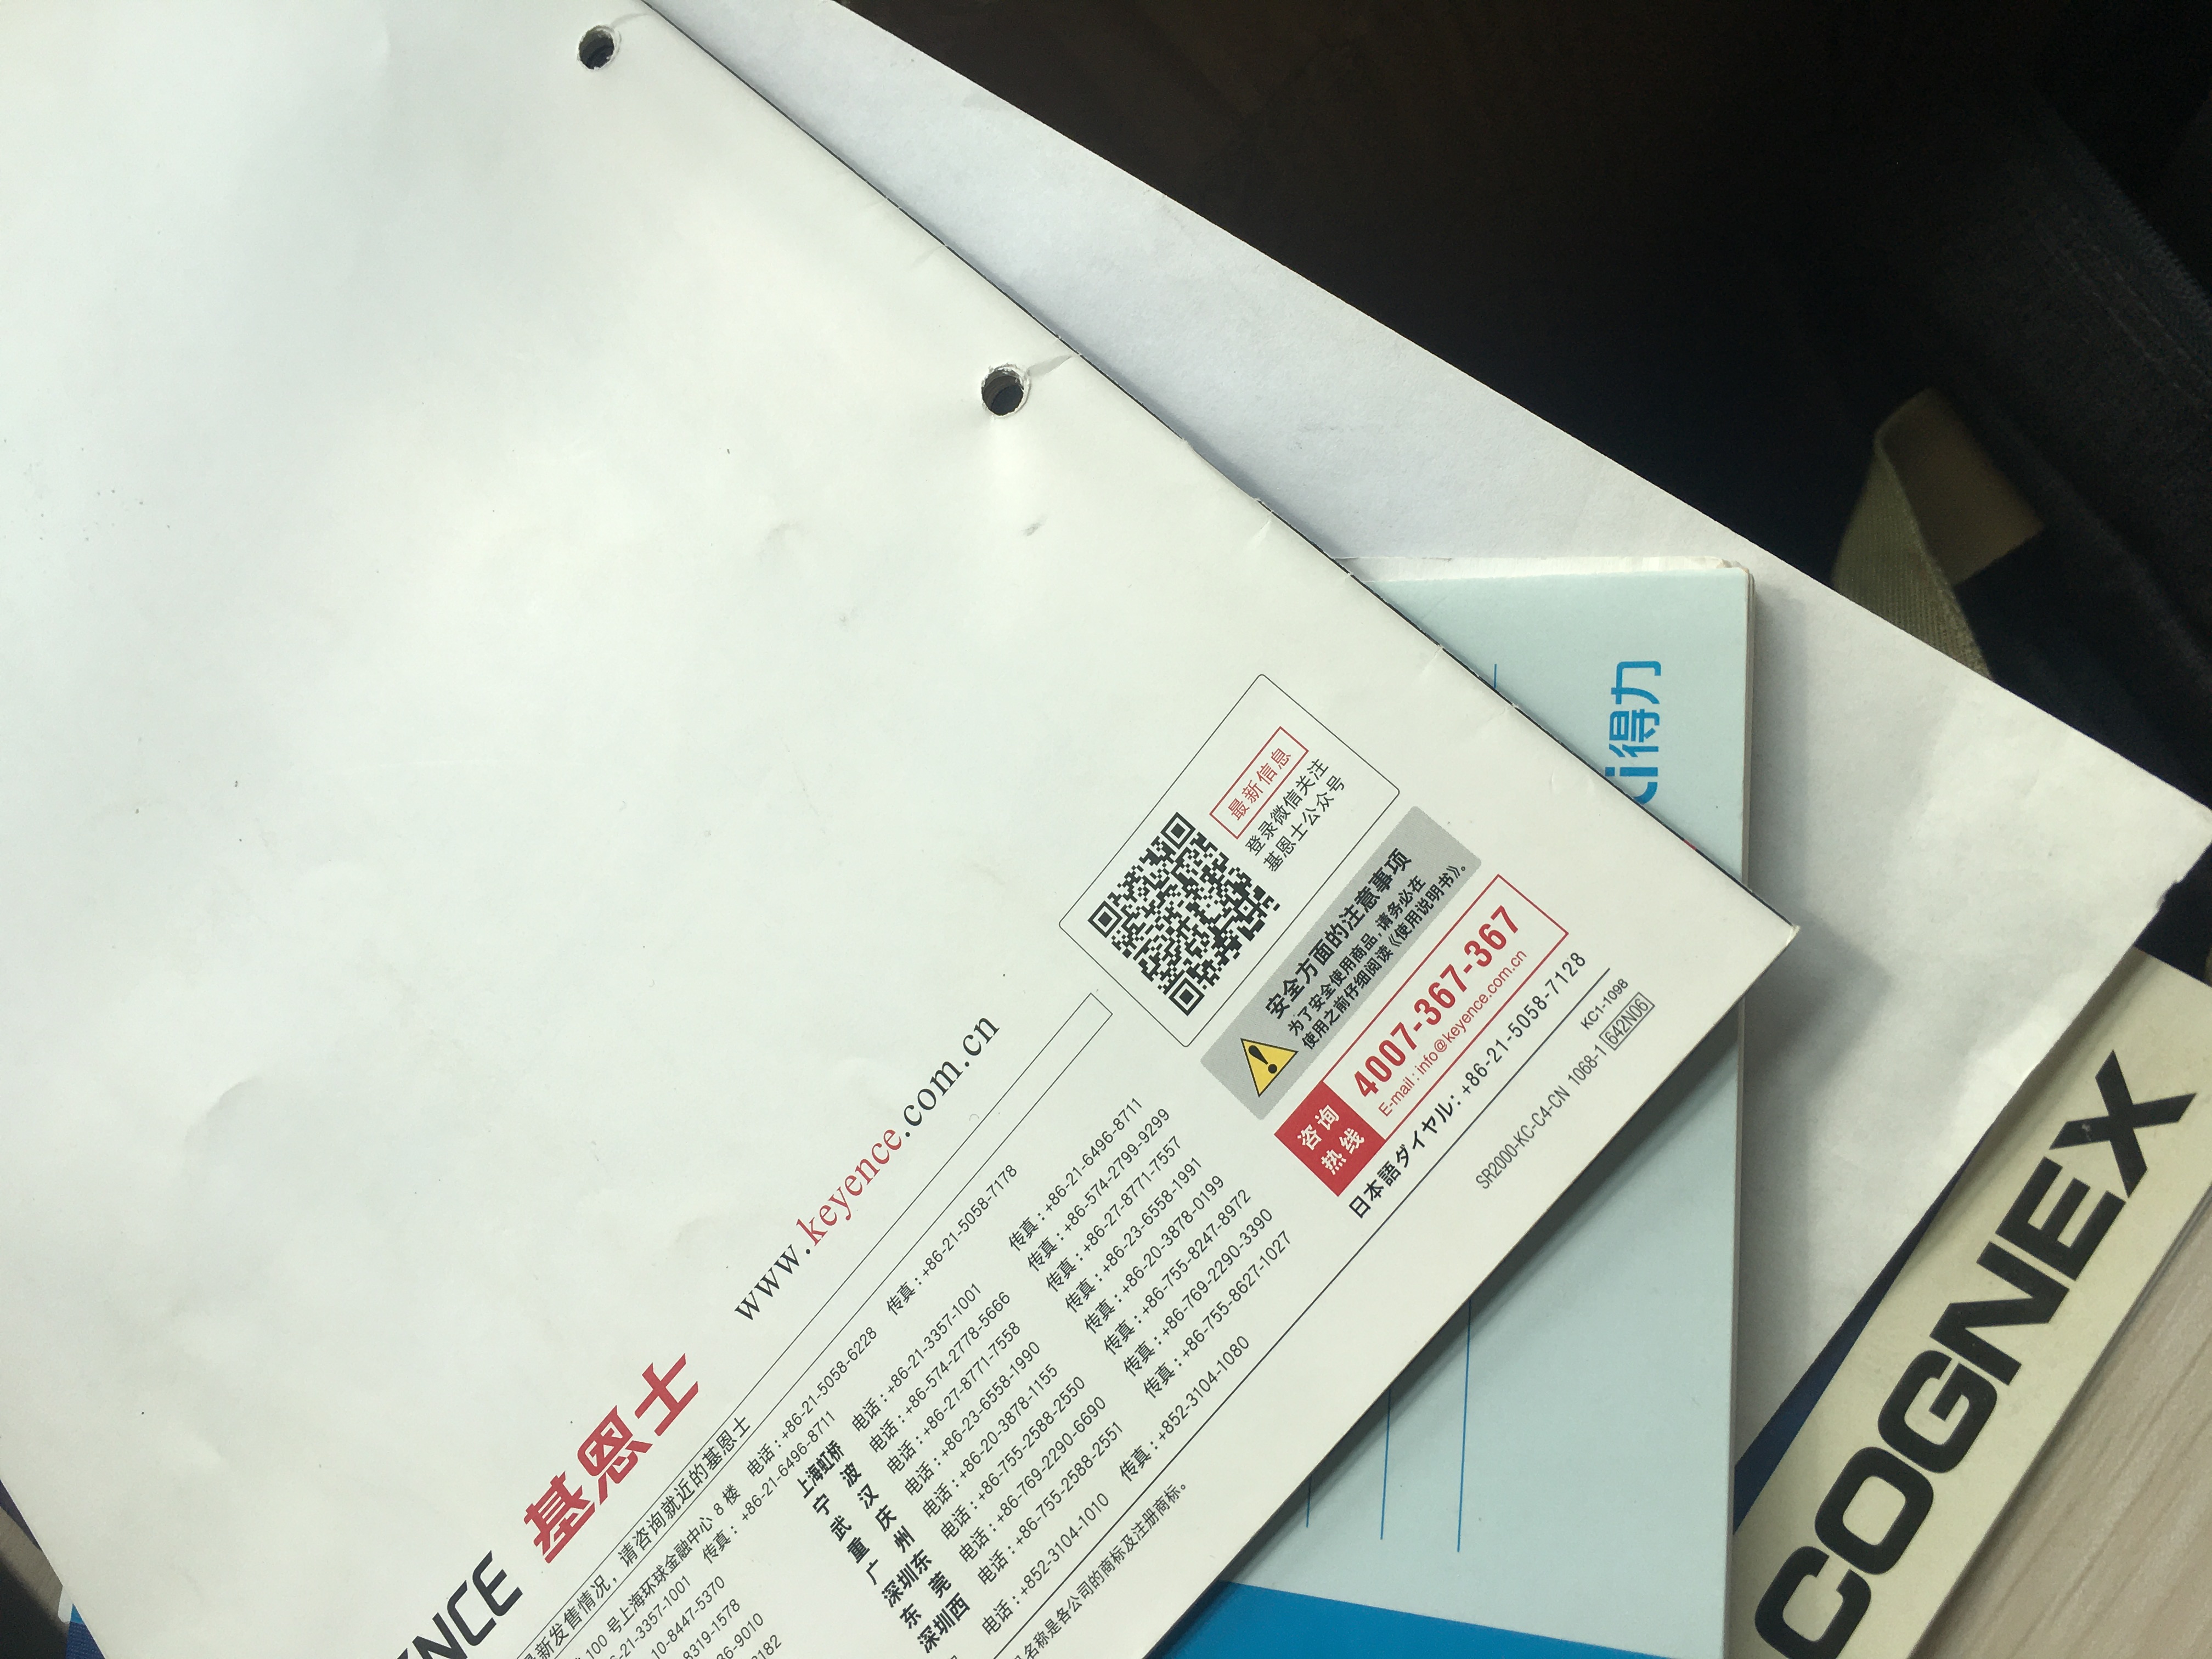 ENCE 基恩士 www.keyence.com.cn
最新发售情况，请咨询就近的基恩士
100 号上海环球金融中心 8 楼 电话：+86-21-5058-6228 传真：+86-21-5058-7178
-21-3357-1001 传真：+86-21-6496-8711
10-8447-5370
8319-1578
86-9010
3182
上海虹桥 电话：+86-21-3357-1001 传真：+86-21-6496-8711
宁波 电话：+86-574-2778-5666 传真：+86-574-2799-9299
武汉 电话：+86-27-8771-7558 传真：+86-27-8771-7557
重庆 电话：+86-23-6558-1990 传真：+86-23-6558-1991
广州 电话：+86-20-3878-1155 传真：+86-20-3878-0199
深圳东 电话：+86-755-2588-2550 传真：+86-755-8247-8972
东莞 电话：+86-769-2290-6690 传真：+86-769-2290-3390
深圳西 电话：+86-755-2588-2551 传真：+86-755-8627-1027
电话：+852-3104-1010 传真：+852-3104-1080
名称是各公司的商标及注册商标。
最新信息
登录微信关注
基恩士公众号
安全方面的注意事项
为了安全使用商品，请务必在
使用之前仔细阅读《使用说明书》。
咨询
热线
4007-367-367
E-mail : info@keyence.com.cn
日本語ダイヤル：+86-21-5058-7128
KC1-1098
SR2000-KC-C4-CN 1068-1 642N06
li得力
COGNEX